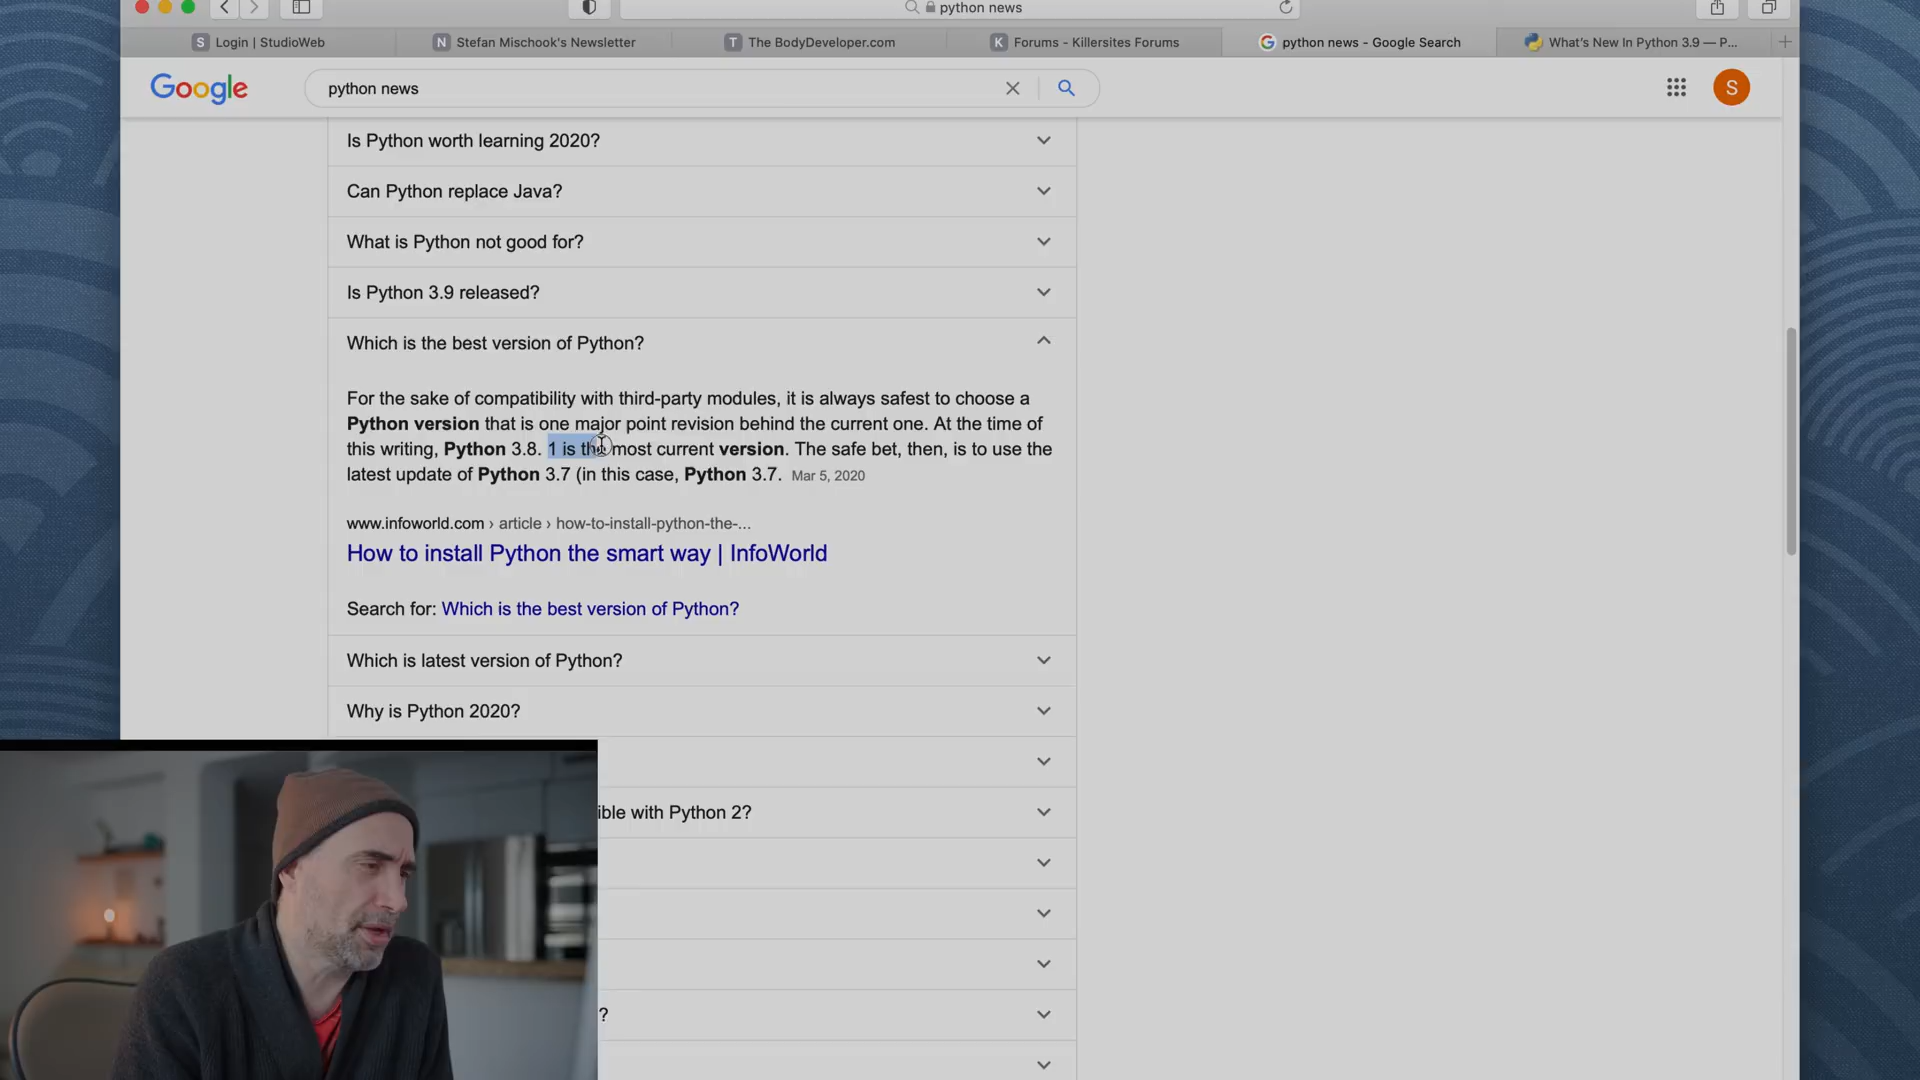 python news
S Login | StudioWeb
N Stefan Mischook's Newsletter
T The BodyDeveloper.com
K Forums - Killersites Forums
python news - Google Search
What's New In Python 3.9 — P...
Google
python news
S
Is Python worth learning 2020?
Can Python replace Java?
What is Python not good for?
Is Python 3.9 released?
Which is the best version of Python?
For the sake of compatibility with third-party modules, it is always safest to choose a
Python version that is one major point revision behind the current one. At the time of
this writing, Python 3.8. 1 is the most current version. The safe bet, then, is to use the
latest update of Python 3.7 (in this case, Python 3.7. Mar 5, 2020
www.infoworld.com › article › how-to-install-python-the-...
How to install Python the smart way | InfoWorld
Search for: Which is the best version of Python?
Which is latest version of Python?
Why is Python 2020?
ible with Python 2?
?